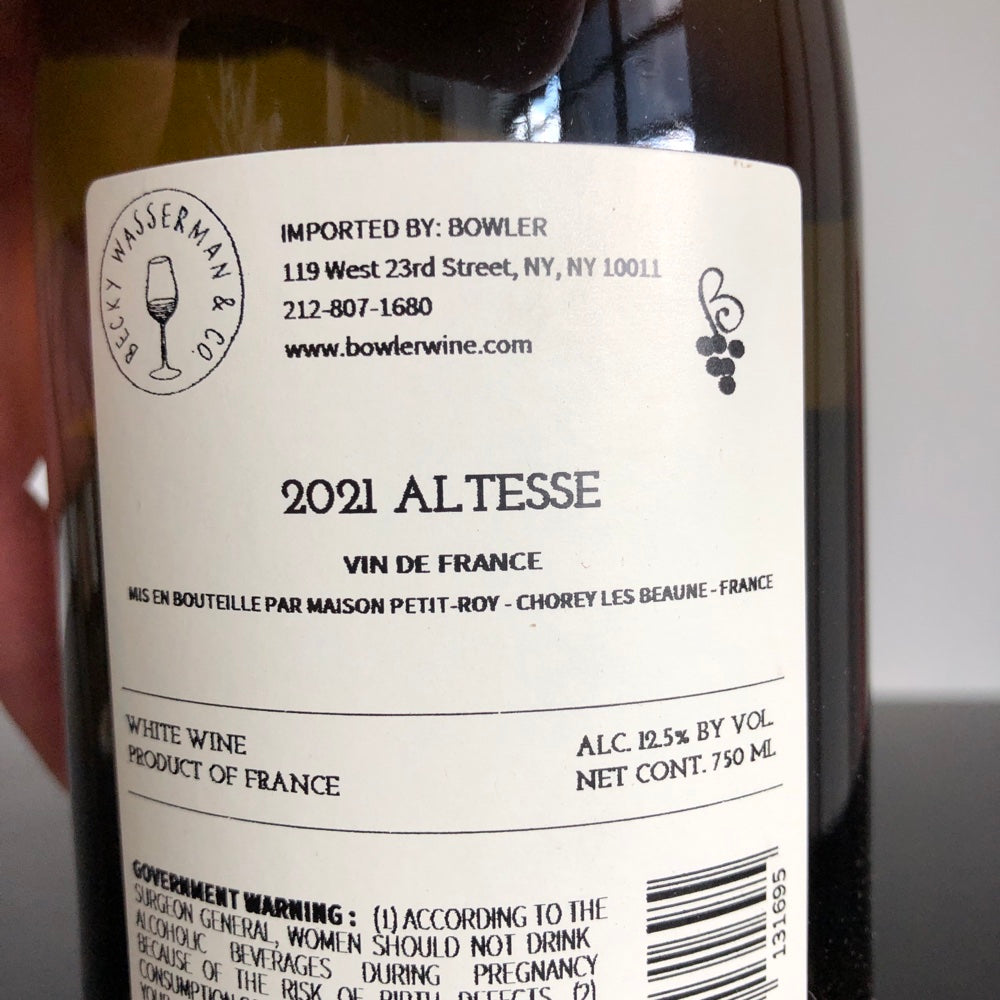 BECKY WASSERMAN & CO.
IMPORTED BY: BOWLER
119 West 23rd Street, NY, NY 10011
212-807-1680
www.bowlerwine.com
2021 ALTESSE
VIN DE FRANCE
MIS EN BOUTEILLE PAR MAISON PETIT-ROY - CHOREY LES BEAUNE - FRANCE
WHITE WINE
PRODUCT OF FRANCE
ALC. 12.5% BY VOL
NET CONT. 750 ML
GOVERNMENT WARNING: (1) ACCORDING TO THE
SURGEON GENERAL, WOMEN SHOULD NOT DRINK
ALCOHOLIC BEVERAGES DURING PREGNANCY
BECAUSE OF THE RISK OF BIRTH DEFECTS. (2)
CONSUMPTION
131695